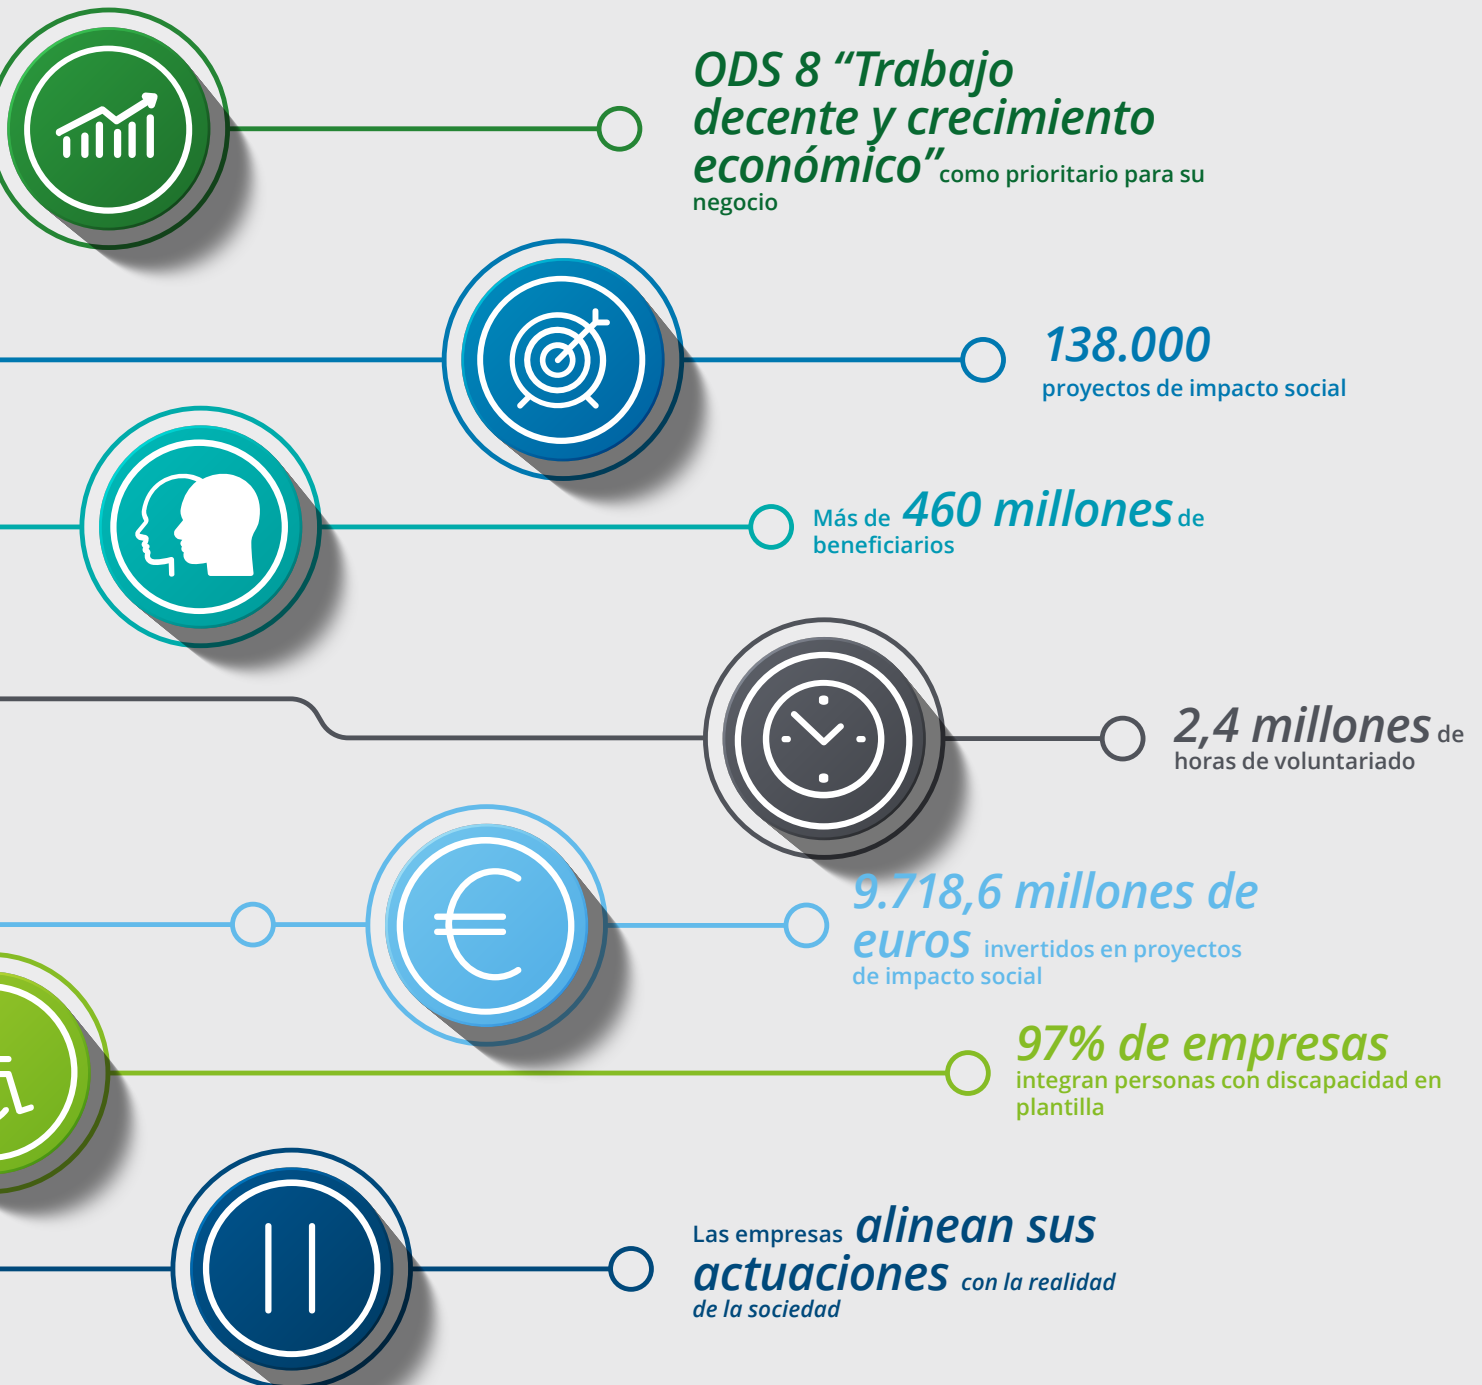 ODS 8 “Trabajo
decente y crecimiento
económico” como prioritario para su
negocio
138.000
proyectos de impacto social
Más de 460 millones de
beneficiarios
2,4 millones de
horas de voluntariado
9.718,6 millones de
euros invertidos en proyectos
de impacto social
97% de empresas
integran personas con discapacidad en
plantilla
Las empresas alinean sus
actuaciones con la realidad
de la sociedad